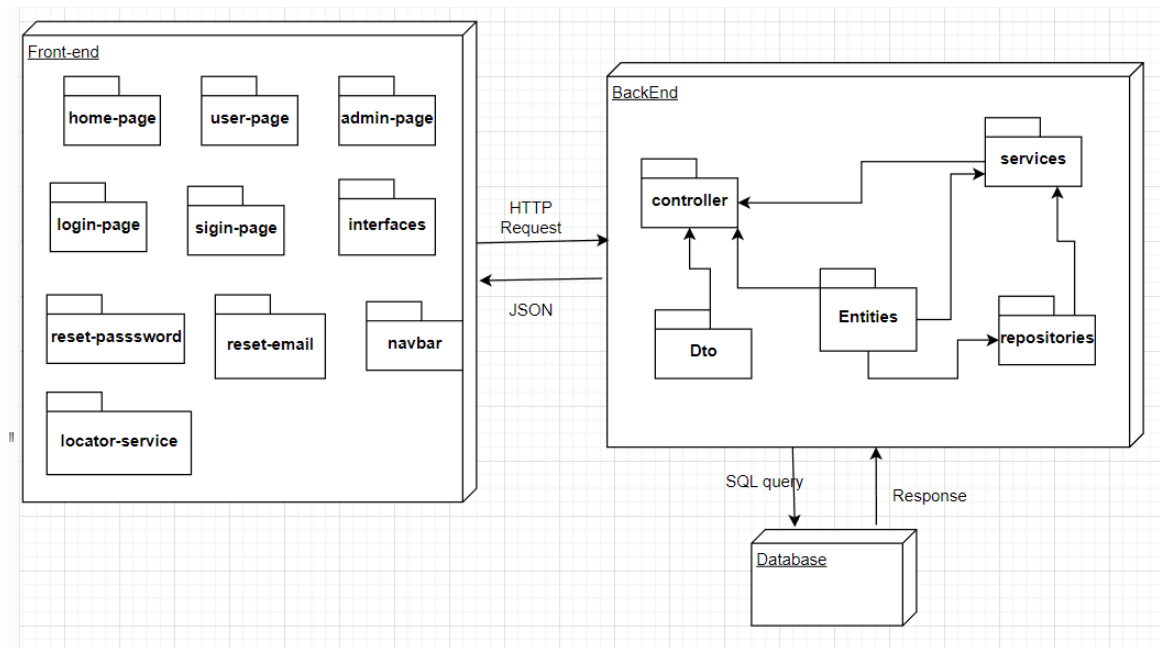 Front-end
home-page
user-page
admin-page
login-page
sigin-page
interfaces
reset-passsword
reset-email
navbar
locator-service
HTTP
Request
JSON
BackEnd
services
controller
Entities
repositories
Dto
SQL query
Response
Database